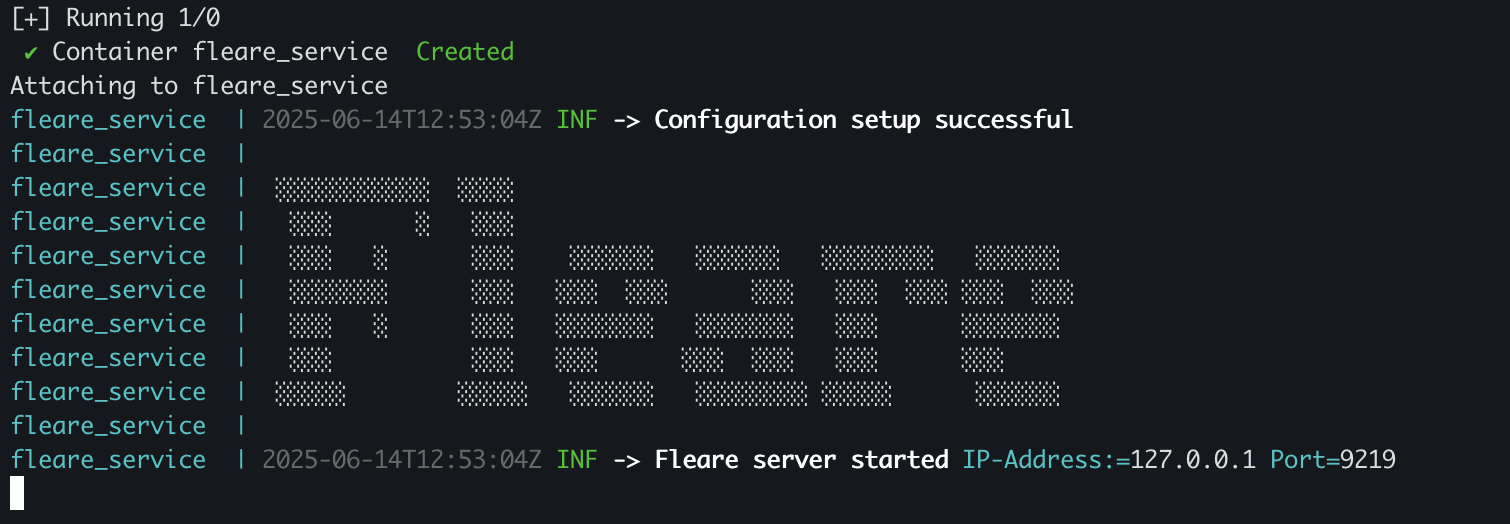 [+] Running 1/0
✔ Container fleare_service  Created
Attaching to fleare_service
fleare_service  | 2025-06-14T12:53:04Z INF -> Configuration setup successful
fleare_service  |
fleare_service  |  ░░░░░░░░░░░  ░░░░
fleare_service  |   ░░░      ░   ░░░
fleare_service  |   ░░░   ░      ░░░    ░░░░░░   ░░░░░░   ░░░░░░░░   ░░░░░░
fleare_service  |   ░░░░░░░      ░░░   ░░░  ░░░      ░░░   ░░░  ░░░ ░░░  ░░░
fleare_service  |   ░░░   ░      ░░░   ░░░░░░░   ░░░░░░░   ░░░      ░░░░░░░
fleare_service  |   ░░░          ░░░   ░░░      ░░░  ░░░   ░░░      ░░░
fleare_service  |  ░░░░░        ░░░░░   ░░░░░░   ░░░░░░░░ ░░░░░      ░░░░░░
fleare_service  |
fleare_service  | 2025-06-14T12:53:04Z INF -> Fleare server started IP-Address:=127.0.0.1 Port=9219